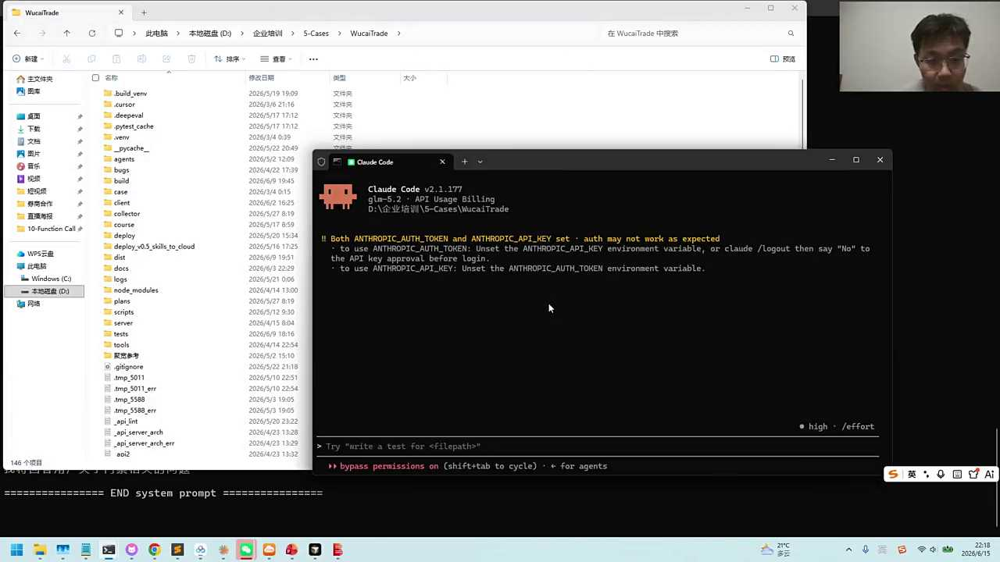 WucaiTrade
此电脑 > 本地磁盘 (D:) > 企业培训 > 5-Cases > WucaiTrade >
在 WucaiTrade 中搜索
新建 排序 查看 ... 预览
主文件夹
图库
桌面
下载
文档
图片
音乐
视频
短视频
券商合作
直播海报
10-Function Call
WPS云盘
此电脑
Windows (C:)
本地磁盘 (D:)
网络
名称 修改日期 类型 大小
.build_venv 2026/5/19 19:09 文件夹
.cursor 2026/3/6 21:16 文件夹
.deepeval 2026/5/17 17:12 文件夹
.pytest_cache 2026/5/17 17:12 文件夹
.venv 2026/3/4 0:39 文件夹
__pycache__ 2026/5/22 20:49 文件夹
agents 2026/5/2 12:09
bugs 2026/4/22 17:39
build 2026/6/9 19:45
case 2026/3/4 0:15
client 2026/6/2 16:25
collector 2026/5/27 8:19
course 2026/5/27 8:19
deploy 2026/5/20 15:34
deploy_v0.5_skills_to_cloud 2026/5/16 17:25
dist 2026/6/9 19:51
docs 2026/6/3 22:29
logs 2026/5/21 0:06
node_modules 2026/4/14 13:00
plans 2026/5/27 8:19
scripts 2026/5/12 9:30
server 2026/4/15 8:04
tests 2026/6/9 18:16
tools 2026/4/14 22:54
聚宽参考 2026/5/2 15:10
.gitignore 2026/5/22 21:18
.tmp_5011 2026/5/10 22:51
.tmp_5011_err 2026/5/10 22:54
.tmp_5588 2026/5/3 19:05
.tmp_5588_err 2026/5/3 19:05
_api_lint 2026/5/20 23:22
_api_server_arch 2026/4/23 13:28
_api_server_arch_err 2026/4/23 13:28
_api2 2026/4/23 13:32
146 个项目
Claude Code
Claude Code v2.1.177
glm-5.2 · API Usage Billing
D:\企业培训\5-Cases\WucaiTrade
‼ Both ANTHROPIC_AUTH_TOKEN and ANTHROPIC_API_KEY set · auth may not work as expected
· to use ANTHROPIC_AUTH_TOKEN: Unset the ANTHROPIC_API_KEY environment variable, or claude /logout then say "No" to
the API key approval before login.
· to use ANTHROPIC_API_KEY: Unset the ANTHROPIC_AUTH_TOKEN environment variable.
● high · /effort
> Try "write a test for <filepath>"
⏵⏵ bypass permissions on (shift+tab to cycle) · ← for agents
=============== END system prompt ===============
英
21°C
多云
22:18
2026/6/15